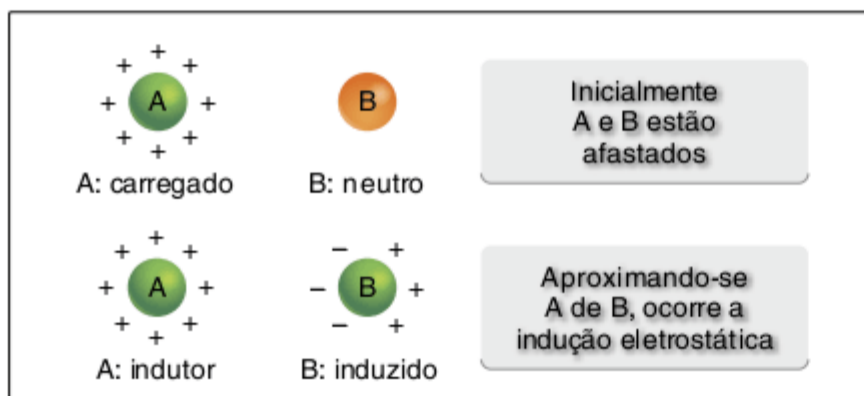 A
B
Inicialmente
A e B estão
afastados
A: carregado
B: neutro
A
B
Aproximando-se
A de B, ocorre a
indução eletrostática
A: indutor
B: induzido